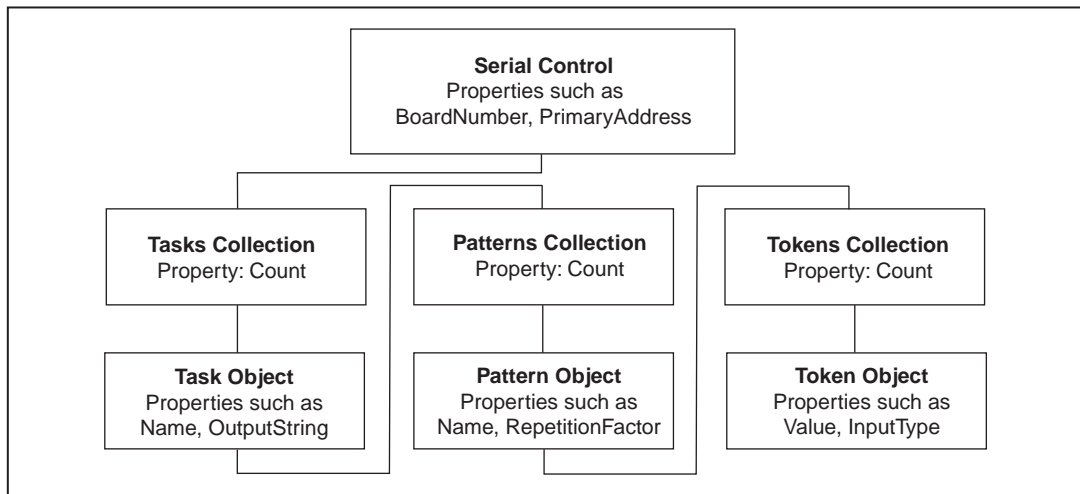 Serial Control
Properties such as
BoardNumber, PrimaryAddress
Tasks Collection
Property: Count
Patterns Collection
Property: Count
Tokens Collection
Property: Count
Task Object
Properties such as
Name, OutputString
Pattern Object
Properties such as
Name, RepetitionFactor
Token Object
Properties such as
Value, InputType